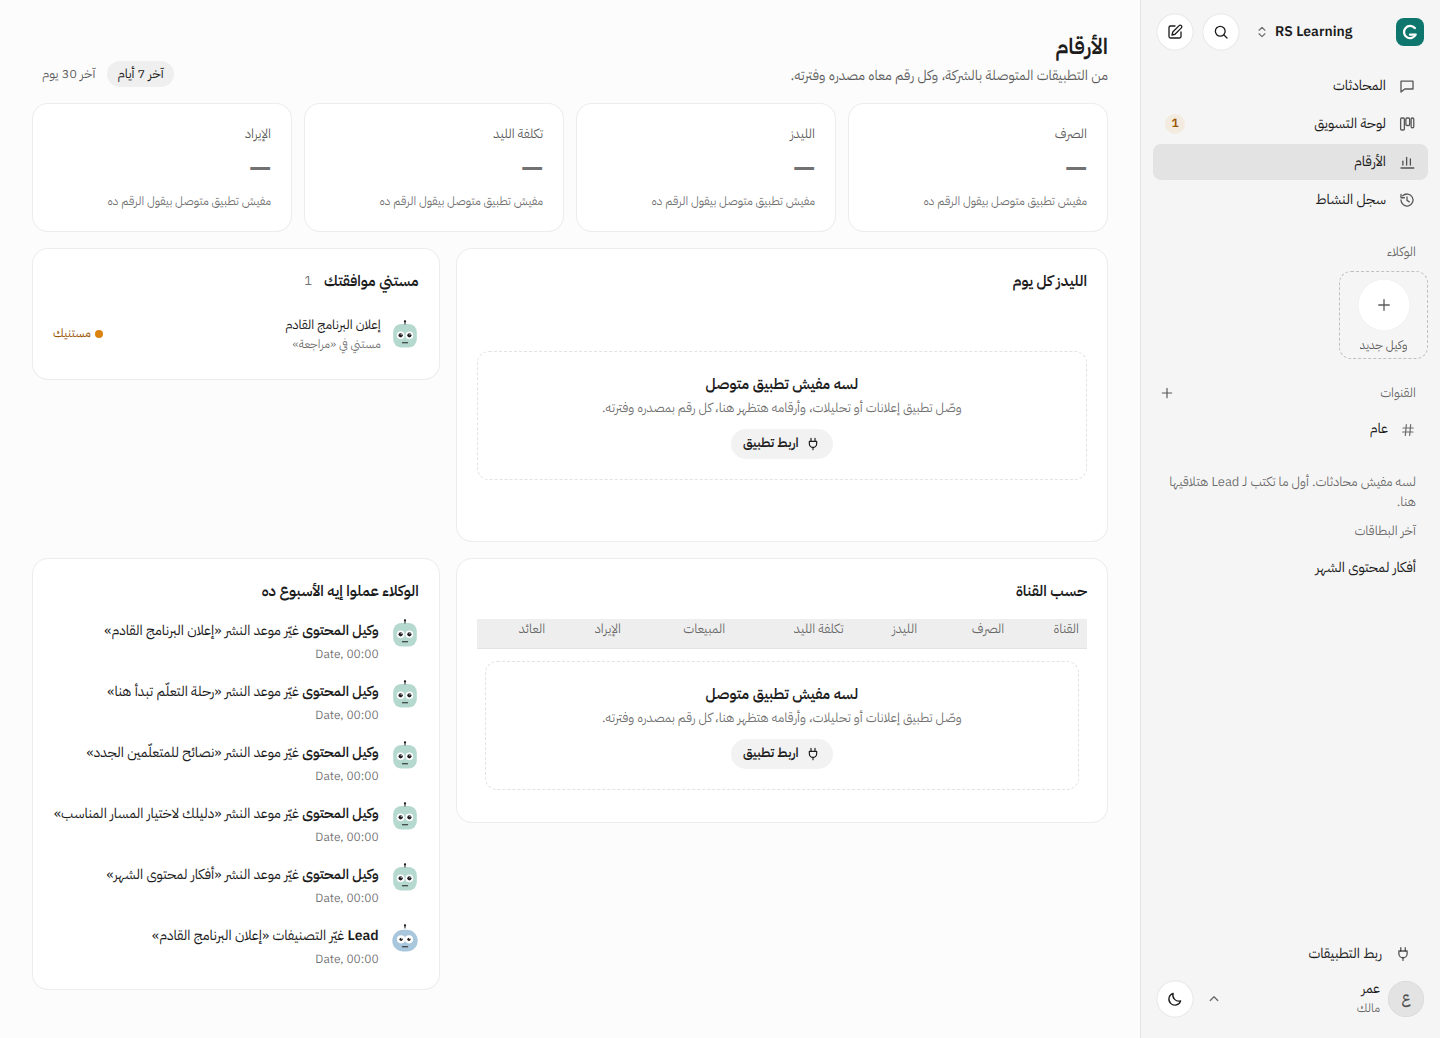 RS Learning
المحادثات
لوحة التسويق
1
الأرقام
سجل النشاط
الوكلاء
وكيل جديد
القنوات
عام
لسه مفيش محادثات. أول ما تكتب لـ Lead هتلاقيها
هنا.
آخر البطاقات
أفكار لمحتوى الشهر
ربط التطبيقات
ع
عمر
مالك
الأرقام
من التطبيقات المتوصلة بالشركة، وكل رقم معاه مصدره وفترته.
آخر 7 أيام
آخر 30 يوم
الصرف
—
مفيش تطبيق متوصل بيقول الرقم ده
الليدز
—
مفيش تطبيق متوصل بيقول الرقم ده
تكلفة الليد
—
مفيش تطبيق متوصل بيقول الرقم ده
الإيراد
—
مفيش تطبيق متوصل بيقول الرقم ده
الليدز كل يوم
لسه مفيش تطبيق متوصل
وصّل تطبيق إعلانات أو تحليلات، وأرقامه هتظهر هنا، كل رقم بمصدره وفترته.
اربط تطبيق
مستني موافقتك 1
إعلان البرنامج القادم
مستني في «مراجعة»
مستنيك
حسب القناة
القناة الصرف الليدز تكلفة الليد المبيعات الإيراد العائد
لسه مفيش تطبيق متوصل
وصّل تطبيق إعلانات أو تحليلات، وأرقامه هتظهر هنا، كل رقم بمصدره وفترته.
اربط تطبيق
الوكلاء عملوا إيه الأسبوع ده
وكيل المحتوى غيّر موعد النشر «إعلان البرنامج القادم»
Date, 00:00
وكيل المحتوى غيّر موعد النشر «رحلة التعلّم تبدأ هنا»
Date, 00:00
وكيل المحتوى غيّر موعد النشر «نصائح للمتعلّمين الجدد»
Date, 00:00
وكيل المحتوى غيّر موعد النشر «دليلك لاختيار المسار المناسب»
Date, 00:00
وكيل المحتوى غيّر موعد النشر «أفكار لمحتوى الشهر»
Date, 00:00
Lead غيّر التصنيفات «إعلان البرنامج القادم»
Date, 00:00